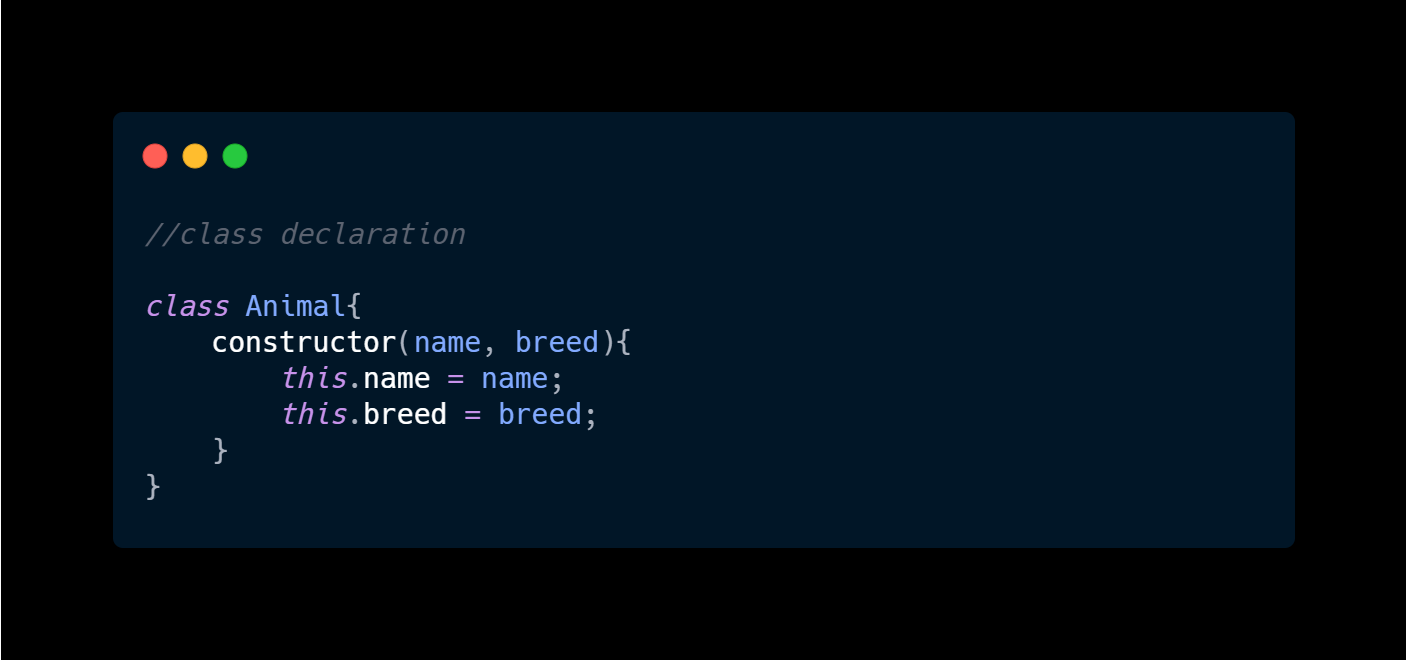 //class declaration
class Animal{
    constructor(name, breed){
        this.name = name;
        this.breed = breed;
    }
}